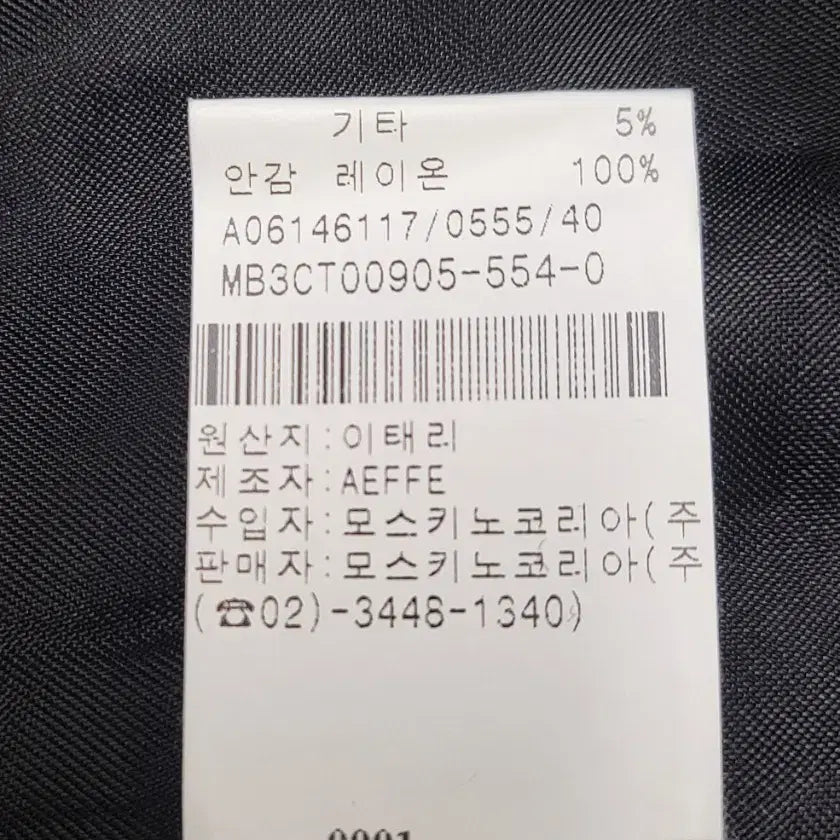 기타 5%
안감 레이온 100%
A06146117/0555/40
MB3CT00905-554-0
원산지:이태리
제조자:AEFFE
수입자:모스키노코리아(주
판매자:모스키노코리아(주
(☎02)-3448-1340)
0001